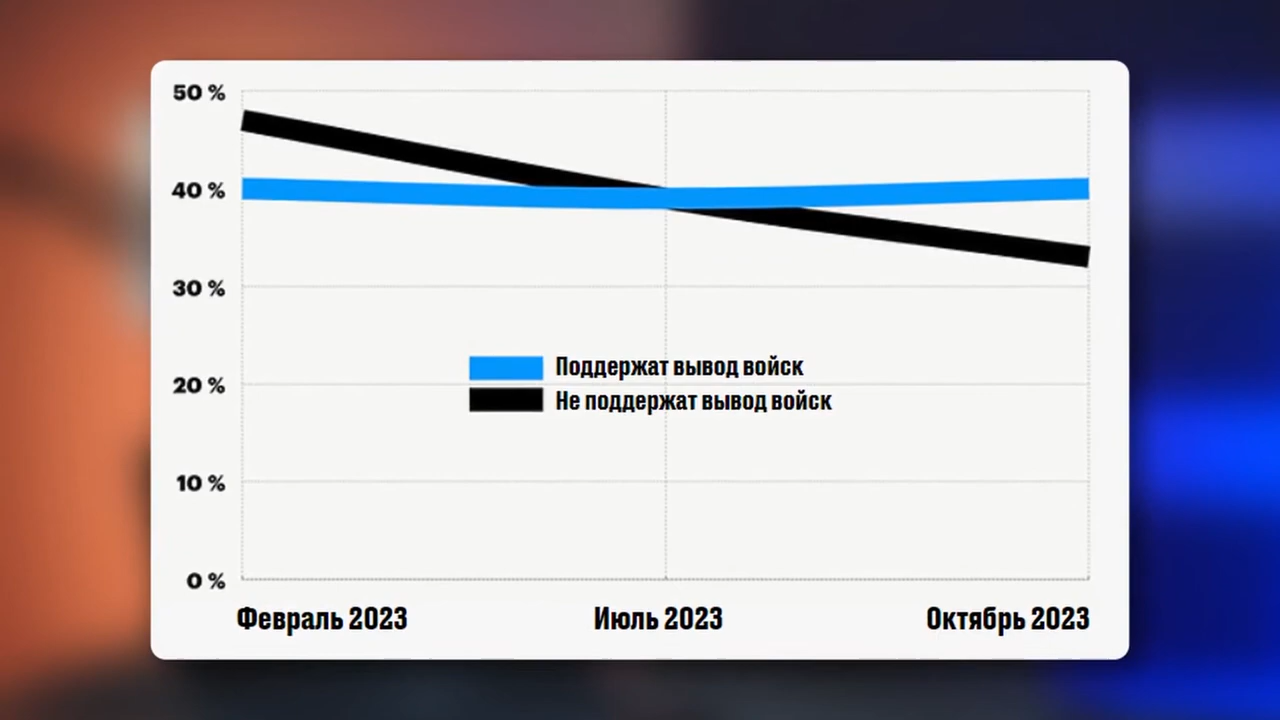 50 %
40 %
30 %
20 %
10 %
0 %
Поддержат вывод войск
Не поддержат вывод войск
Февраль 2023
Июль 2023
Октябрь 2023